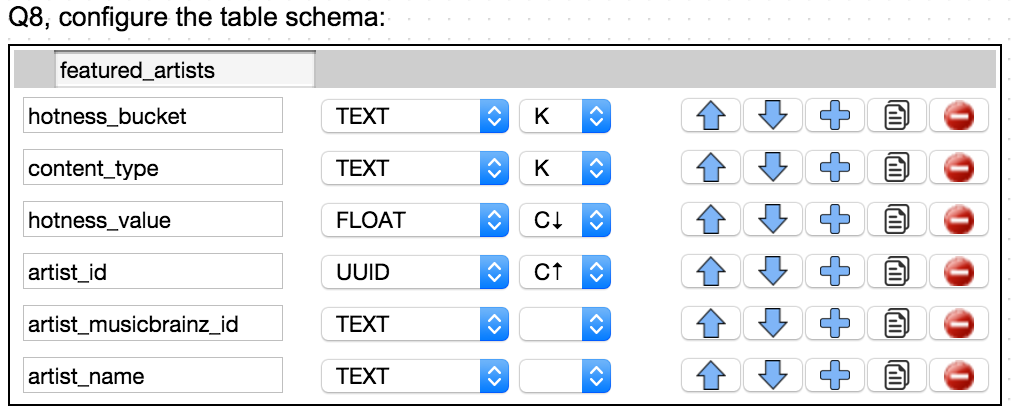 Q8, configure the table schema:
featured_artists
hotness_bucket TEXT K
content_type TEXT K
hotness_value FLOAT C↓
artist_id UUID C↑
artist_musicbrainz_id TEXT
artist_name TEXT